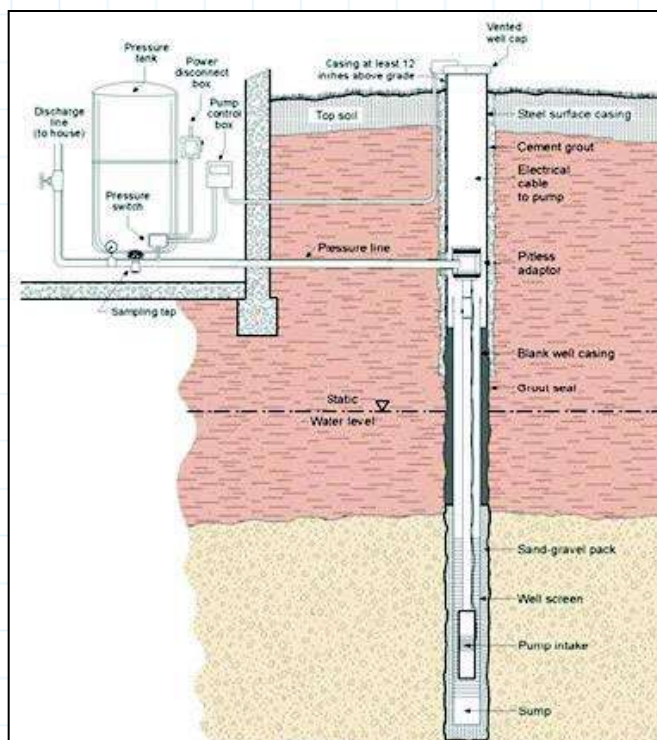 Vented
well cap
Pressure
tank
Power
disconnect
box
Casing at least 12
inches above grade
Discharge
line
(to house)
Pump
control
box
Top soil
Steel surface casing
Cement grout
Electrical
cable
to pump
Pressure
switch
Pressure line
Pitless
adaptor
Sampling tap
Blank well casing
Grout seal
Static
Water level
Sand-gravel pack
Well screen
Pump intake
Sump